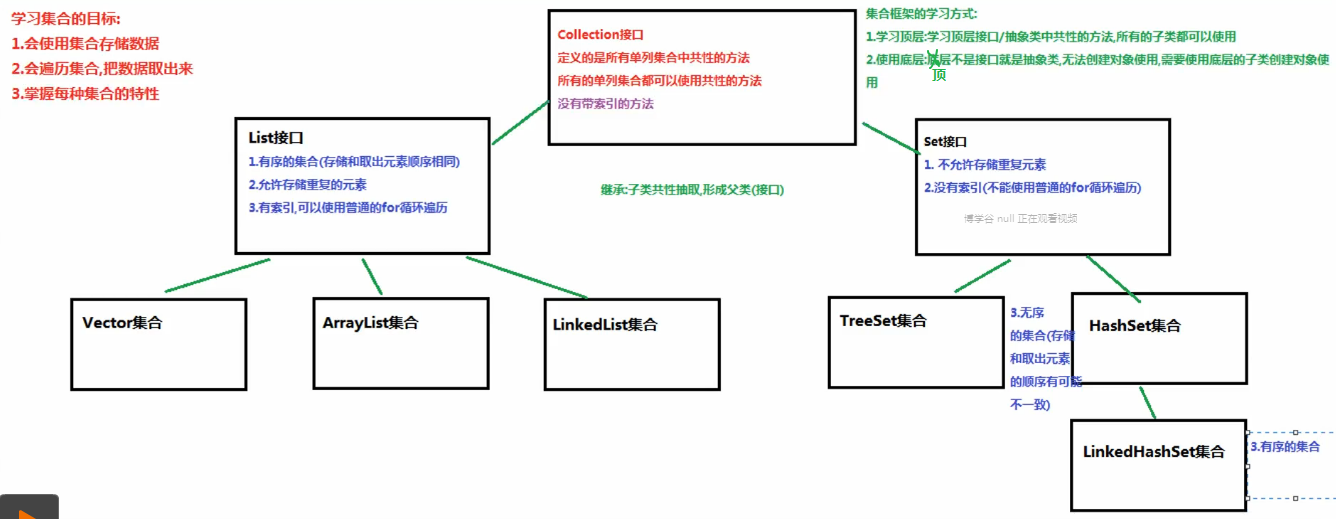 学习集合的目标:
1.会使用集合存储数据
2.会遍历集合,把数据取出来
3.掌握每种集合的特性
Collection接口
定义的是所有单列集合中共性的方法
所有的单列集合都可以使用共性的方法
没有带索引的方法
集合框架的学习方式:
1.学习顶层:学习顶层接口/抽象类中共性的方法,所有的子类都可以使用
2.使用底层:底层不是接口就是抽象类,无法创建对象使用,需要使用底层的子类创建对象使
用
顶
List接口
1.有序的集合(存储和取出元素顺序相同)
2.允许存储重复的元素
3.有索引,可以使用普通的for循环遍历
继承:子类共性抽取,形成父类(接口)
Set接口
1. 不允许存储重复元素
2.没有索引(不能使用普通的for循环遍历)
博学谷 null 正在观看视频
Vector集合
ArrayList集合
LinkedList集合
TreeSet集合
3.无序
的集合(存储
和取出元素
的顺序有可能
不一致)
HashSet集合
LinkedHashSet集合
3.有序的集合